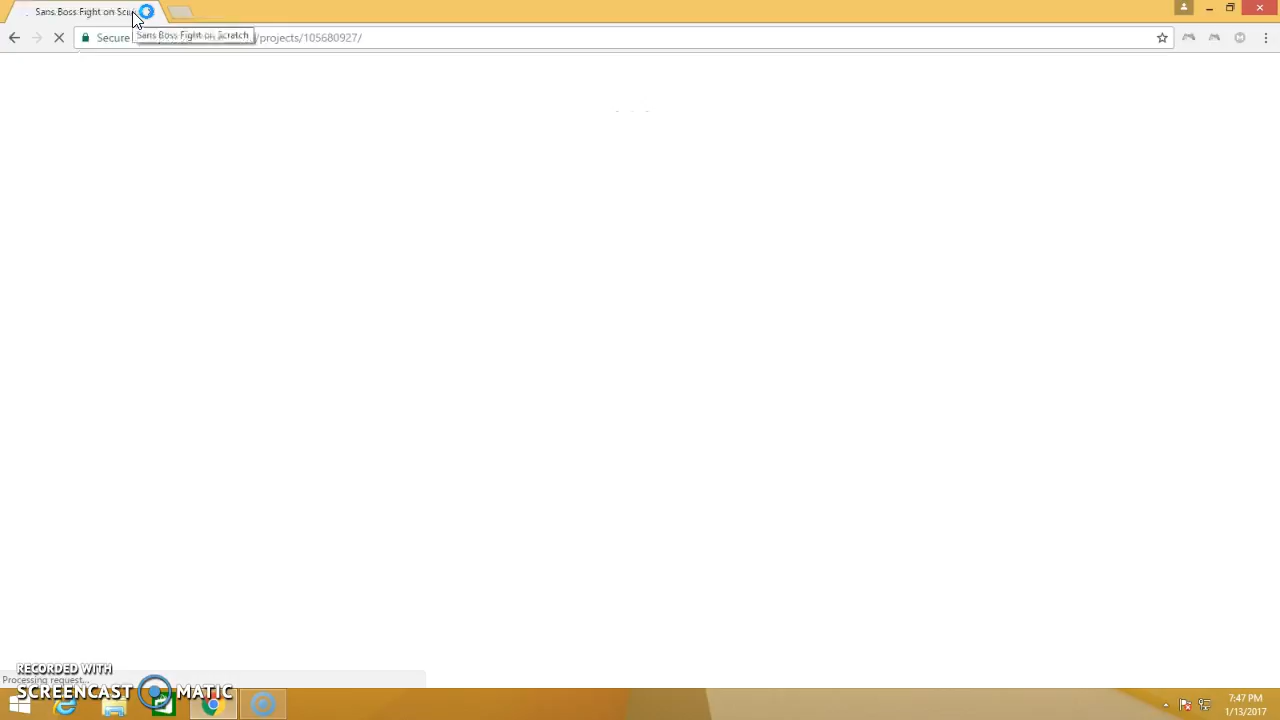 Sans Boss Fight on Scr
Secure
/projects/105680927/
Sans Boss Fight on Scratch
RECORDED WITH
Processing request...
SCREENCAST MATIC
7:47 PM
1/13/2017